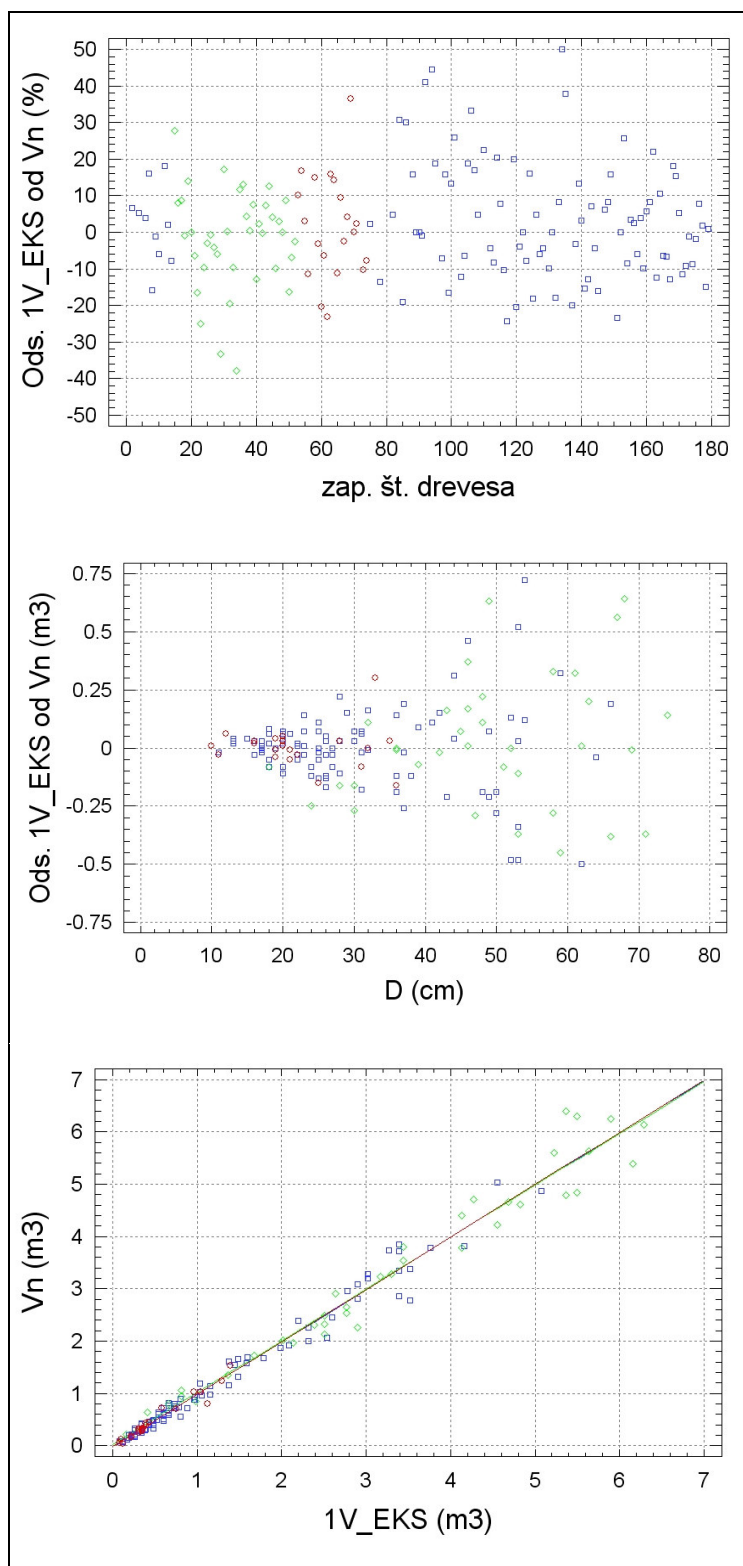 Ods. 1V_EKS od Vn (%)
50
40
30
20
10
0
-10
-20
-30
-40
-50
0 20 40 60 80 100 120 140 160 180
zap. št. drevesa
Ods. 1V_EKS od Vn (m3)
0.75
0.5
0.25
0
-0.25
-0.5
-0.75
0 10 20 30 40 50 60 70 80
D (cm)
Vn (m3)
7
6
5
4
3
2
1
0
0 1 2 3 4 5 6 7
1V_EKS (m3)